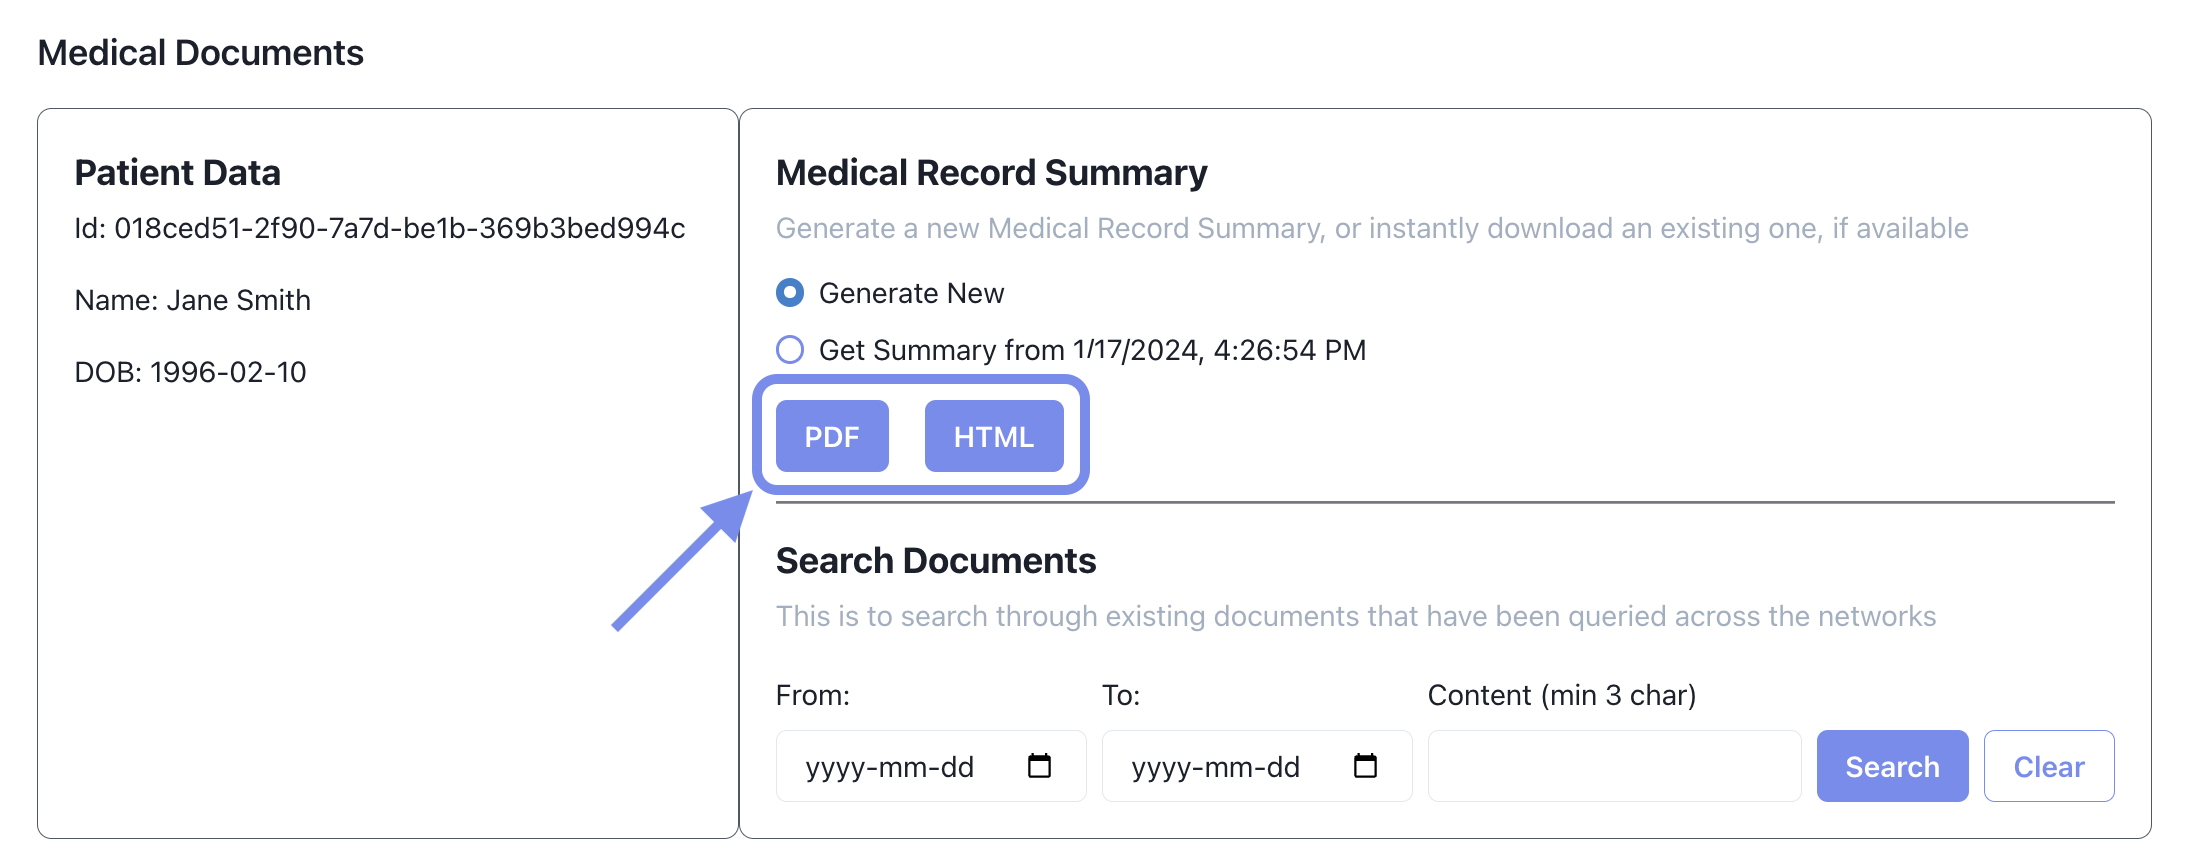 Medical Documents
Patient Data
Id: 018ced51-2f90-7a7d-be1b-369b3bed994c
Name: Jane Smith
DOB: 1996-02-10
Medical Record Summary
Generate a new Medical Record Summary, or instantly download an existing one, if available
Generate New
Get Summary from 1/17/2024, 4:26:54 PM
PDF HTML
Search Documents
This is to search through existing documents that have been queried across the networks
From: To: Content (min 3 char)
yyyy-mm-dd yyyy-mm-dd Search Clear